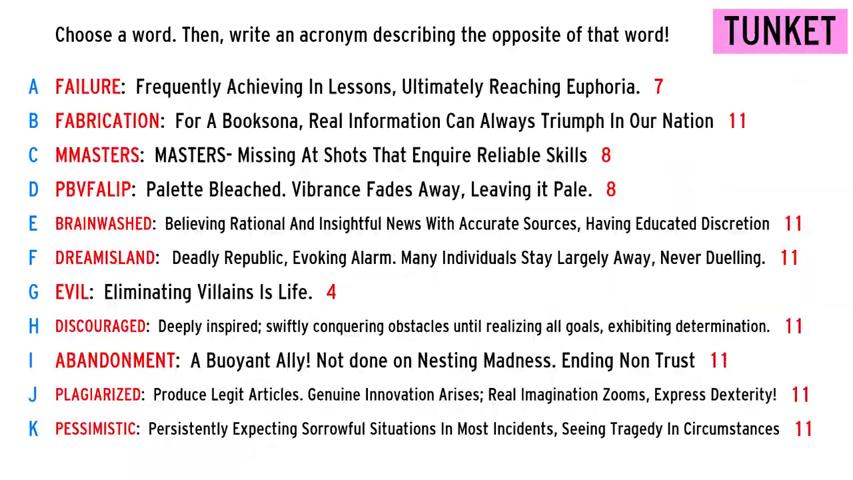 Choose a word. Then, write an acronym describing the opposite of that word! TUNKET
A FAILURE: Frequently Achieving In Lessons, Ultimately Reaching Euphoria. 7
B FABRICATION: For A Booksona, Real Information Can Always Triumph In Our Nation 11
C MMASTERS: MASTERS- Missing At Shots That Enquire Reliable Skills 8
D PBVFALIP: Palette Bleached. Vibrance Fades Away, Leaving it Pale. 8
E BRAINWASHED: Believing Rational And Insightful News With Accurate Sources, Having Educated Discretion 11
F DREAMISLAND: Deadly Republic, Evoking Alarm. Many Individuals Stay Largely Away, Never Duelling. 11
G EVIL: Eliminating Villains Is Life. 4
H DISCOURAGED: Deeply inspired; swiftly conquering obstacles until realizing all goals, exhibiting determination. 11
I ABANDONMENT: A Buoyant Ally! Not done on Nesting Madness. Ending Non Trust 11
J PLAGIARIZED: Produce Legit Articles. Genuine Innovation Arises; Real Imagination Zooms, Express Dexterity! 11
K PESSIMISTIC: Persistently Expecting Sorrowful Situations In Most Incidents, Seeing Tragedy In Circumstances 11